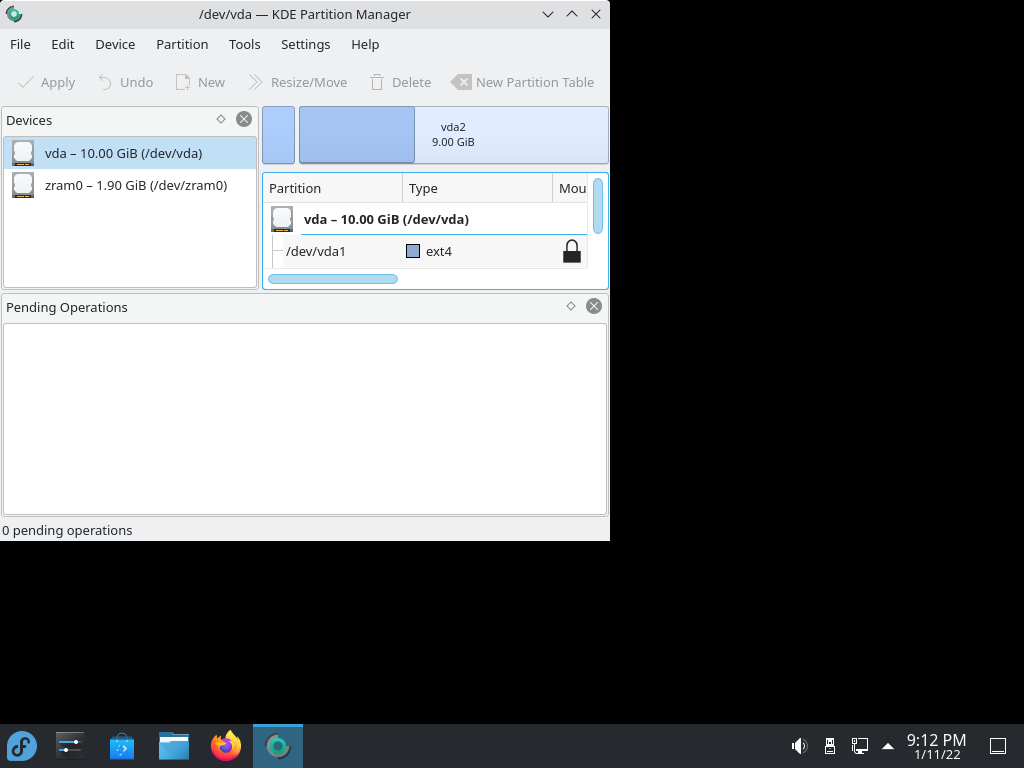 /dev/vda — KDE Partition Manager
File Edit Device Partition Tools Settings Help
Apply Undo New Resize/Move Delete New Partition Table
Devices
vda – 10.00 GiB (/dev/vda)
zram0 – 1.90 GiB (/dev/zram0)
vda2
9.00 GiB
Partition Type Mou
vda – 10.00 GiB (/dev/vda)
/dev/vda1 ext4
Pending Operations
0 pending operations
9:12 PM
1/11/22